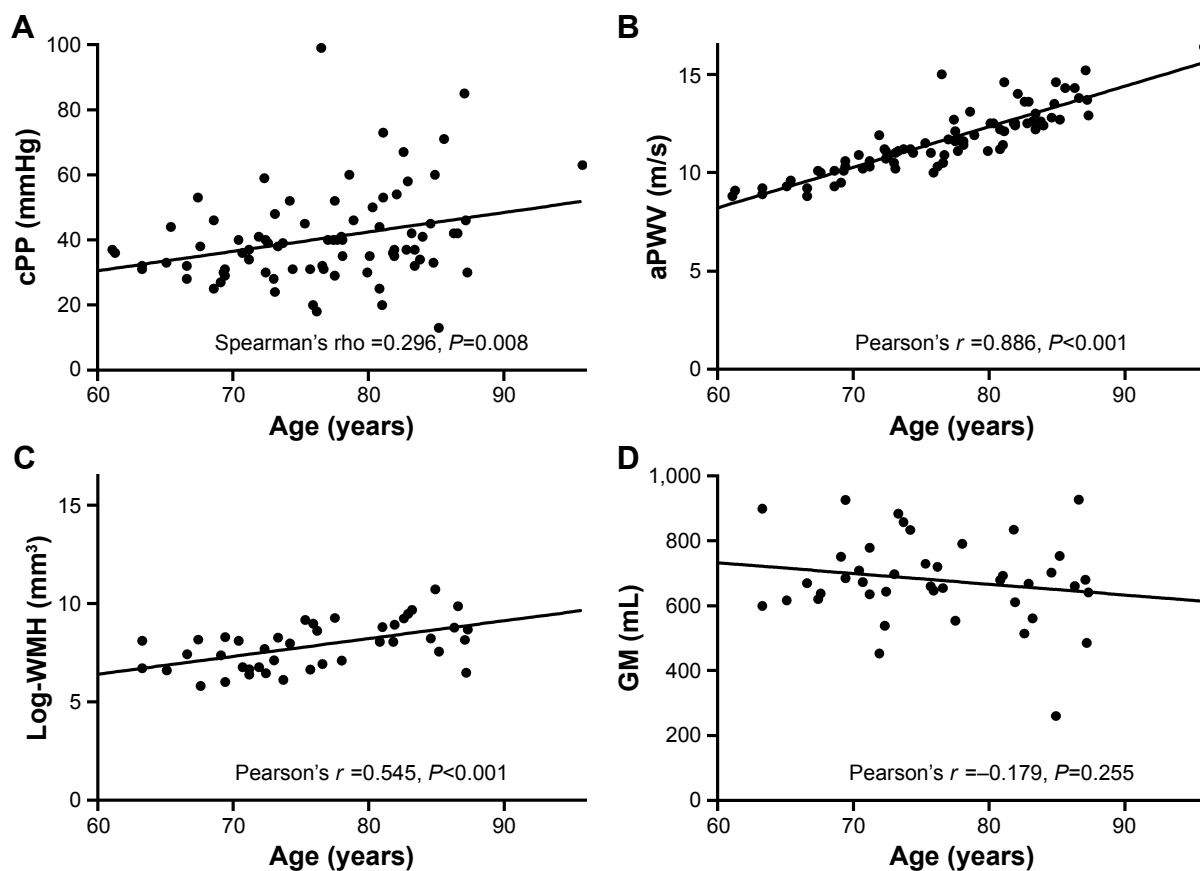 A
cPP (mmHg)
100
80
60
40
20
0
Spearman’s rho =0.296, P=0.008
60 70 80 90
Age (years)
B
aPWV (m/s)
15
10
5
0
Pearson’s r =0.886, P<0.001
60 70 80 90
Age (years)
C
Log-WMH (mm³)
15
10
5
0
Pearson’s r =0.545, P<0.001
60 70 80 90
Age (years)
D
GM (mL)
1,000
800
600
400
200
0
Pearson’s r =–0.179, P=0.255
60 70 80 90
Age (years)